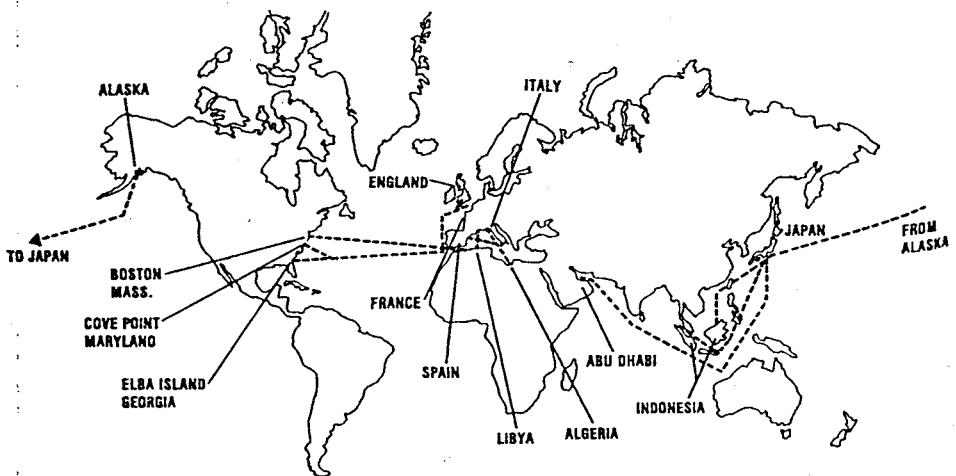 ALASKA
ITALY
ENGLAND
TO JAPAN
JAPAN
FROM
ALASKA
BOSTON
MASS.
FRANCE
COVE POINT
MARYLAND
ABU DHABI
SPAIN
ELBA ISLAND
GEORGIA
INDONESIA
LIBYA
ALGERIA